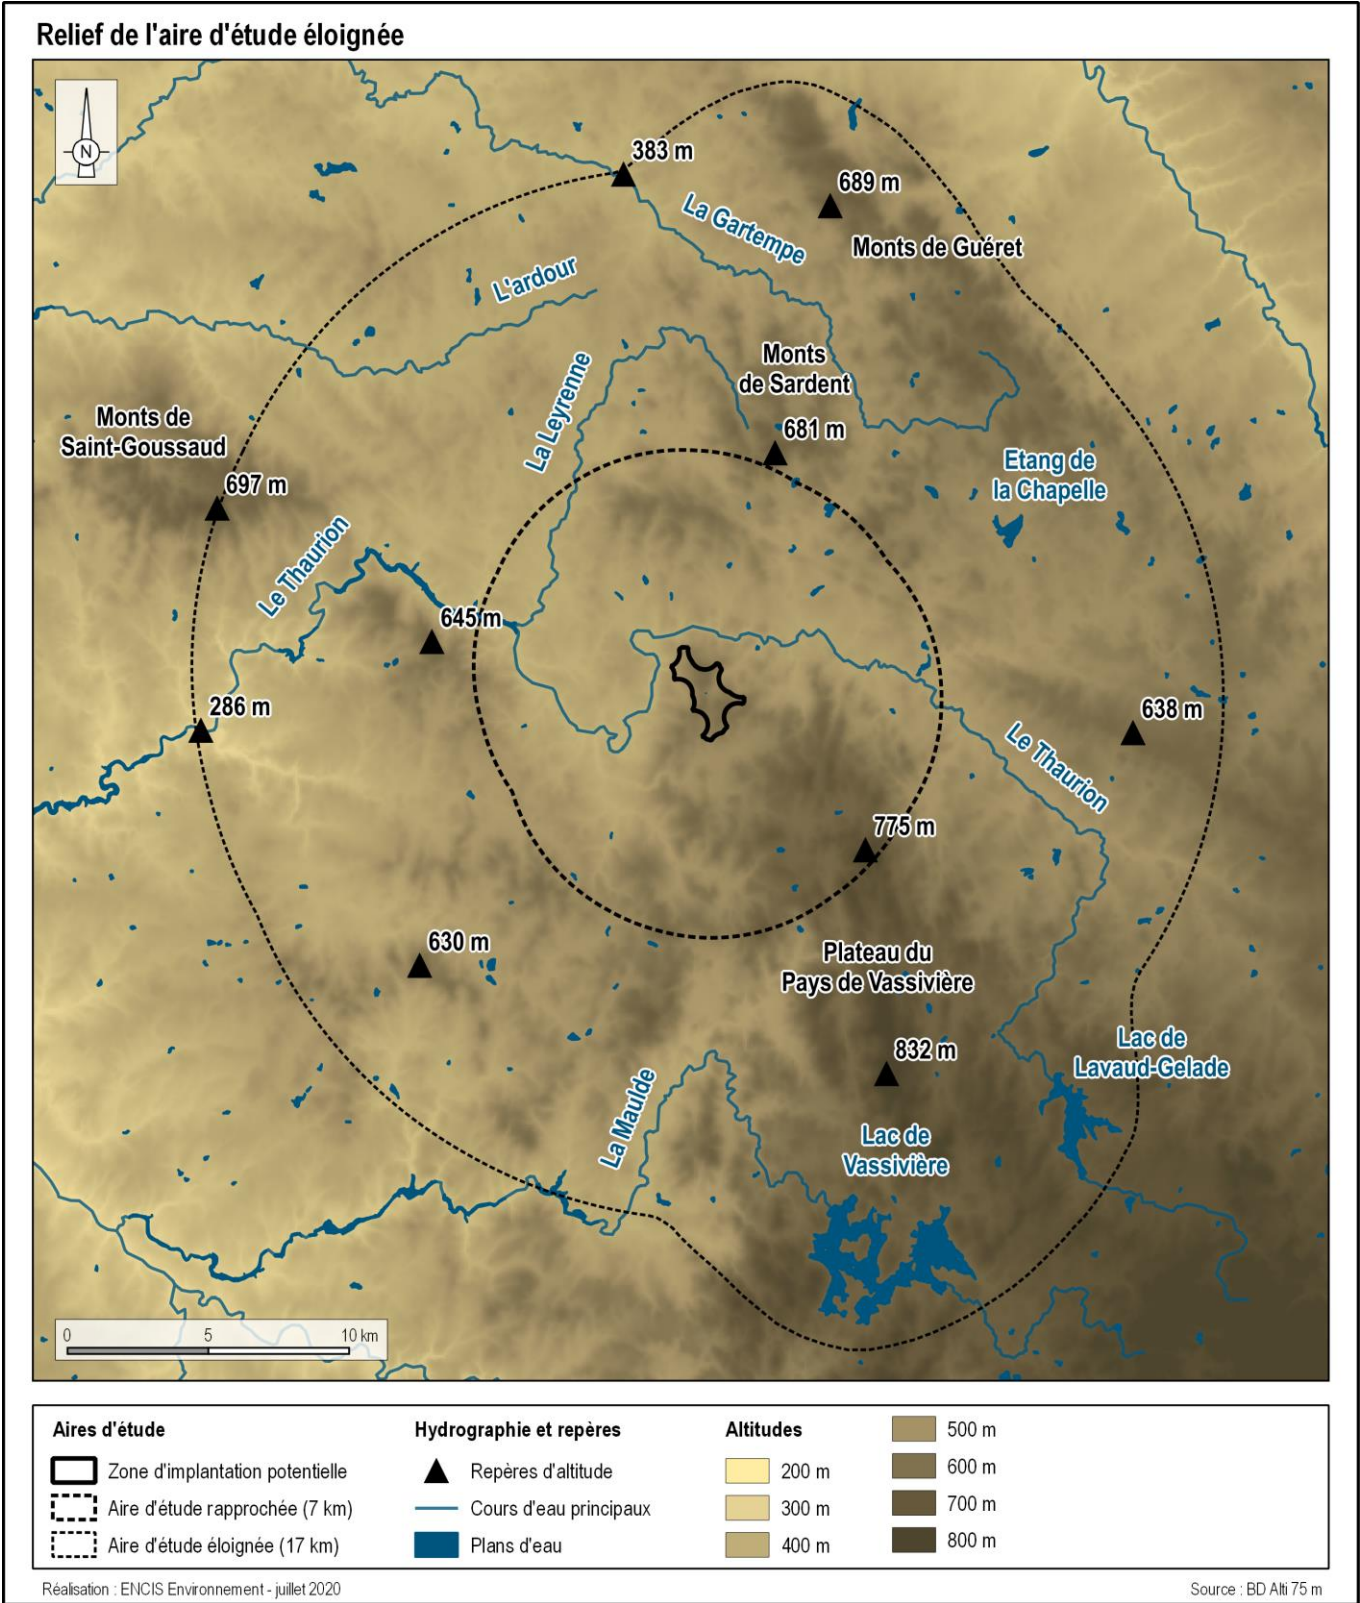 Relief de l'aire d'étude éloignée
N
383 m
689 m
La Gartempe
Monts de Guéret
L'ardour
Monts
de Sardent
La Leyrenne
Monts de
Saint-Goussaud
681 m
Etang de
la Chapelle
697 m
Le Thaurion
645 m
286 m
638 m
Le Thaurion
775 m
630 m
Plateau du
Pays de Vassivière
832 m
Lac de
Lavaud-Gelade
La Maulde
Lac de
Vassivière
0 5 10 km
Aires d'étude
Zone d'implantation potentielle
Aire d'étude rapprochée (7 km)
Aire d'étude éloignée (17 km)
Hydrographie et repères
Repères d'altitude
Cours d'eau principaux
Plans d'eau
Altitudes
200 m
300 m
400 m
500 m
600 m
700 m
800 m
Réalisation : ENCIS Environnement - juillet 2020
Source : BD Alti 75 m